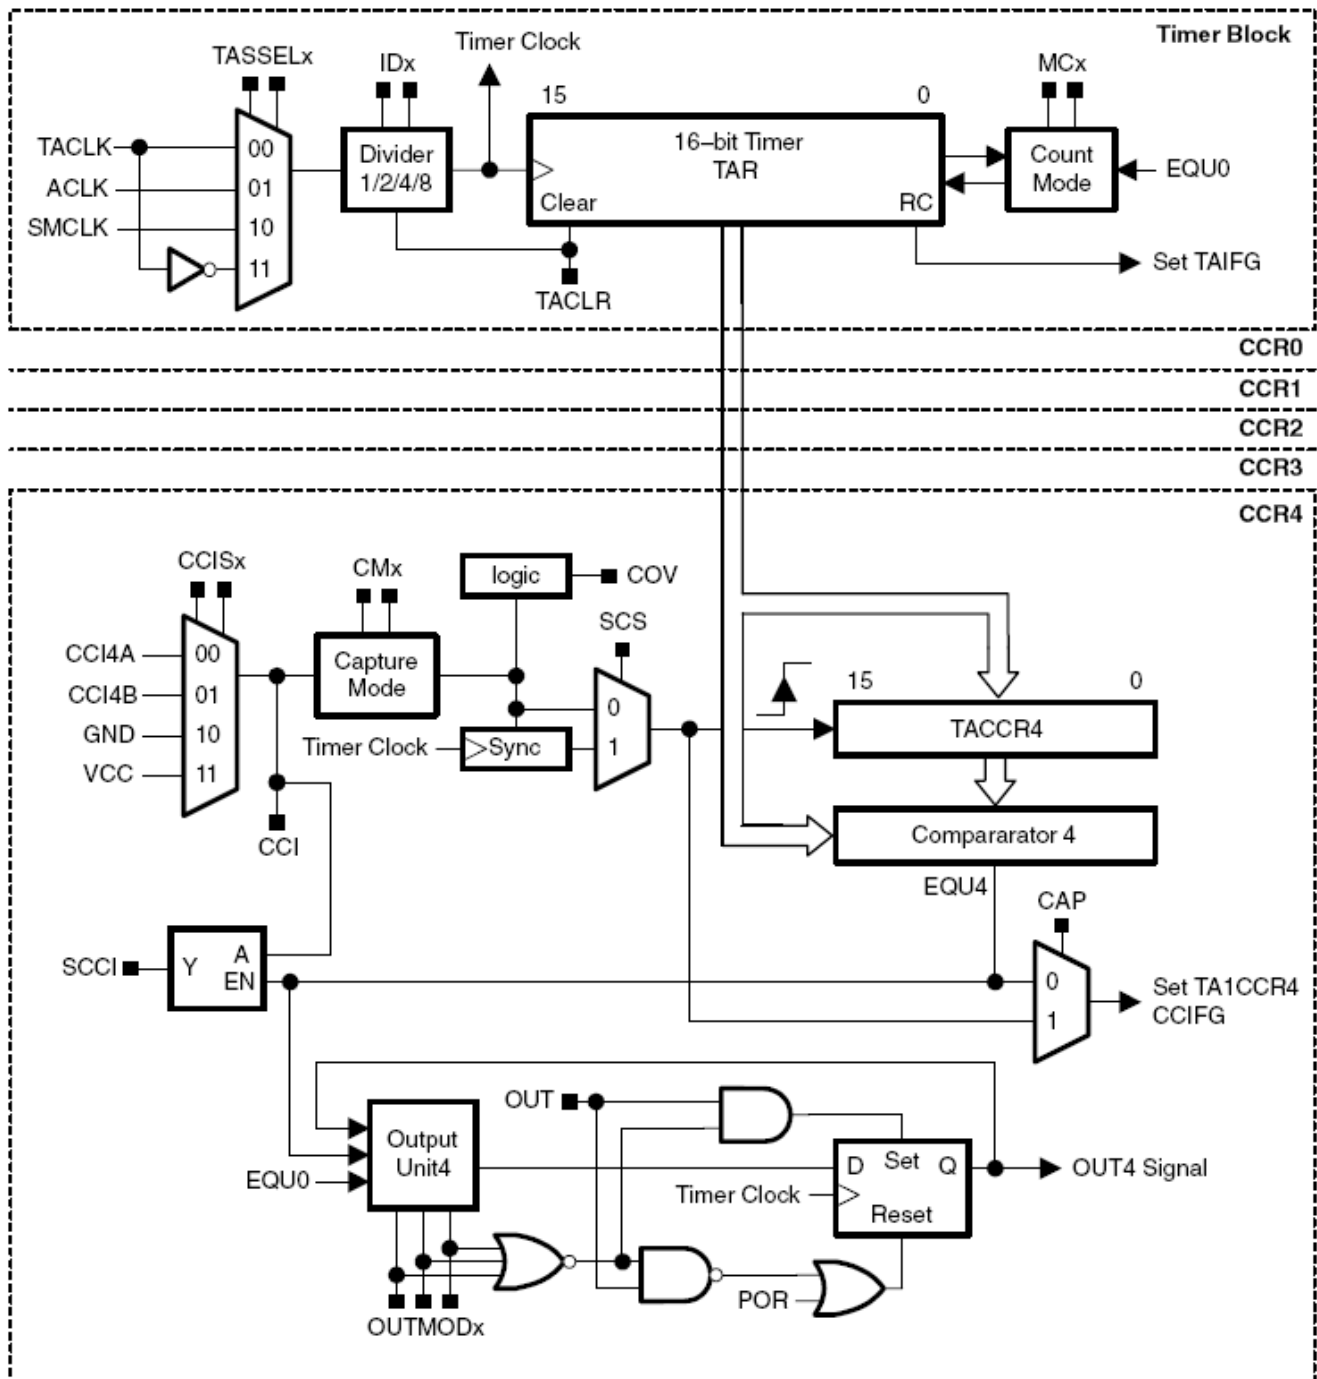 Timer Block
Timer Clock
TASSELx
IDx
MCx
15
0
TACLK
00
Divider
1/2/4/8
16–bit Timer
TAR
Count
Mode
EQU0
ACLK
01
Clear
RC
SMCLK
10
11
Set TAIFG
TACLR
CCR0
CCR1
CCR2
CCR3
CCR4
CCISx
CMx
logic
COV
SCS
CCI4A
00
Capture
Mode
CCI4B
01
0
15
0
GND
10
Timer Clock
Sync
1
TACCR4
VCC
11
CCI
Compararator 4
EQU4
CAP
SCCI
Y
A
EN
0
Set TA1CCR4
CCIFG
1
OUT
Output
Unit4
D
Set
Q
OUT4 Signal
EQU0
Timer Clock
Reset
POR
OUTMODx